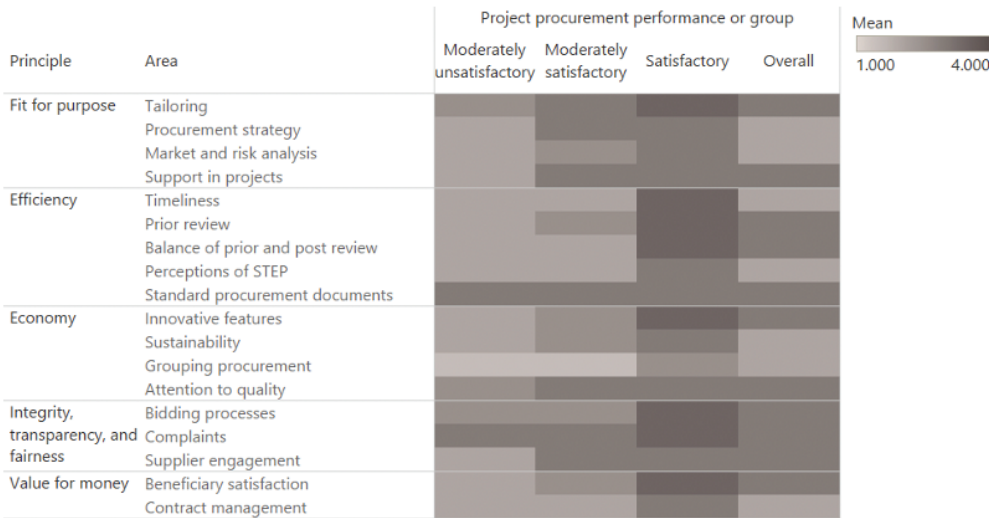 Project procurement performance or group
Mean
1.000 4.000
Principle Area Moderately unsatisfactory Moderately satisfactory Satisfactory Overall
Fit for purpose Tailoring
Procurement strategy
Market and risk analysis
Support in projects
Efficiency Timeliness
Prior review
Balance of prior and post review
Perceptions of STEP
Standard procurement documents
Economy Innovative features
Sustainability
Grouping procurement
Attention to quality
Integrity, Bidding processes
transparency, and Complaints
fairness Supplier engagement
Value for money Beneficiary satisfaction
Contract management